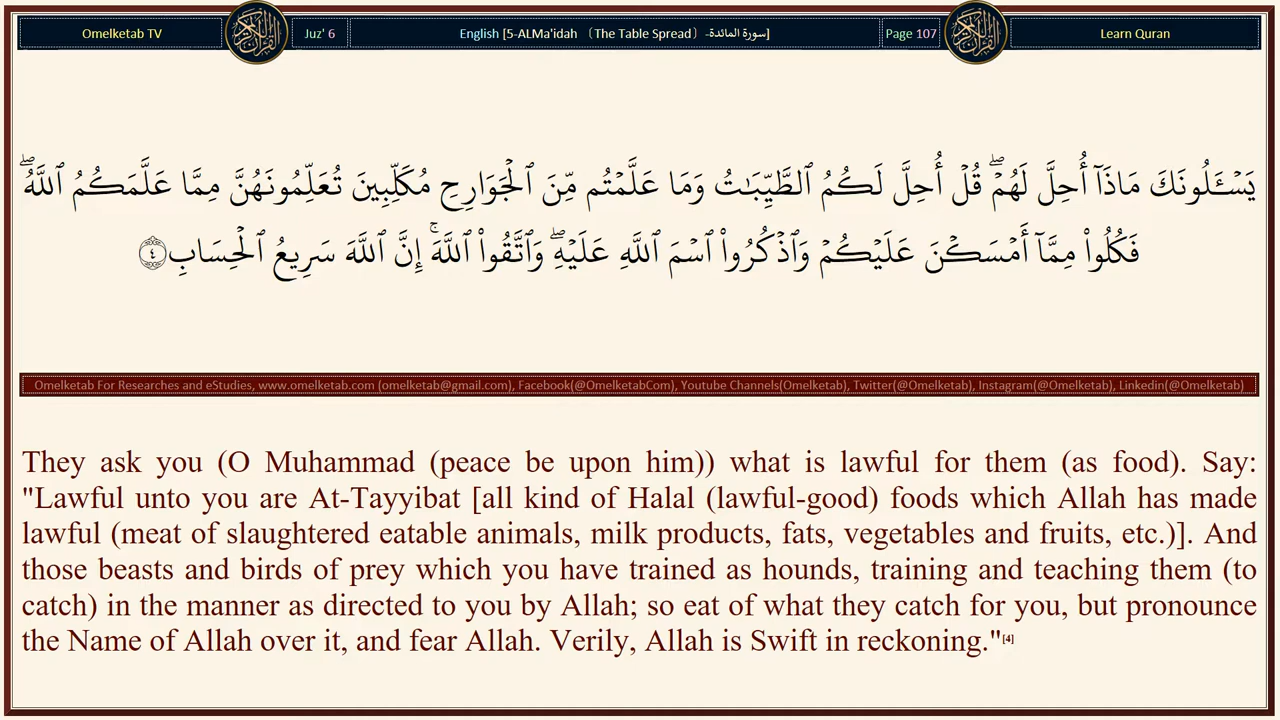 Omelketab TV
Juz' 6
English [5-ALMa'idah (The Table Spread) -سورة المائدة]
Page 107
Learn Quran
يَسْـَٔلُونَكَ مَاذَآ أُحِلَّ لَهُمْ ۖ قُلْ أُحِلَّ لَكُمُ ٱلطَّيِّبَـٰتُ وَمَا عَلَّمْتُم مِّنَ ٱلْجَوَارِحِ مُكَلِّبِينَ تُعَلِّمُونَهُنَّ مِمَّا عَلَّمَكُمُ ٱللَّهُ ۖ
فَكُلُوا۟ مِمَّآ أَمْسَكْنَ عَلَيْكُمْ وَٱذْكُرُوا۟ ٱسْمَ ٱللَّهِ عَلَيْهِ ۖ وَٱتَّقُوا۟ ٱللَّهَ ۚ إِنَّ ٱللَّهَ سَرِيعُ ٱلْحِسَابِ ٤
Omelketab For Researches and eStudies, www.omelketab.com (omelketab@gmail.com), Facebook(@OmelketabCom), Youtube Channels(Omelketab), Twitter(@Omelketab), Instagram(@Omelketab), Linkedin(@Omelketab)
They ask you (O Muhammad (peace be upon him)) what is lawful for them (as food). Say:
"Lawful unto you are At-Tayyibat [all kind of Halal (lawful-good) foods which Allah has made
lawful (meat of slaughtered eatable animals, milk products, fats, vegetables and fruits, etc.)]. And
those beasts and birds of prey which you have trained as hounds, training and teaching them (to
catch) in the manner as directed to you by Allah; so eat of what they catch for you, but pronounce
the Name of Allah over it, and fear Allah. Verily, Allah is Swift in reckoning."[4]